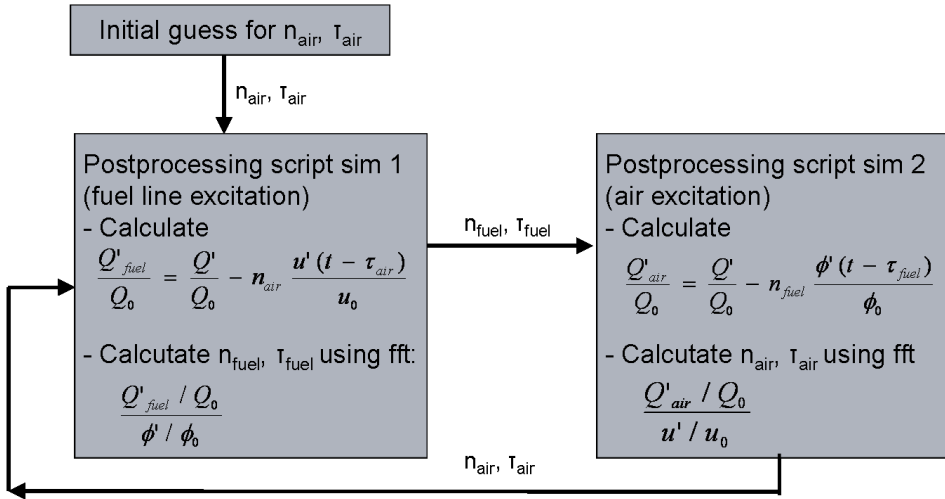 Initial guess for n_air, τ_air
n_air, τ_air
Postprocessing script sim 1
(fuel line excitation)
- Calculate
Q'_fuel / Q_0 = Q' / Q_0 − n_air u'(t − τ_air) / u_0
- Calcutate n_fuel, τ_fuel using fft:
Q'_fuel / Q_0
ϕ' / ϕ_0
n_fuel, τ_fuel
Postprocessing script sim 2
(air excitation)
- Calculate
Q'_air / Q_0 = Q' / Q_0 − n_fuel ϕ'(t − τ_fuel) / ϕ_0
- Calcutate n_air, τ_air using fft
Q'_air / Q_0
u' / u_0
n_air, τ_air